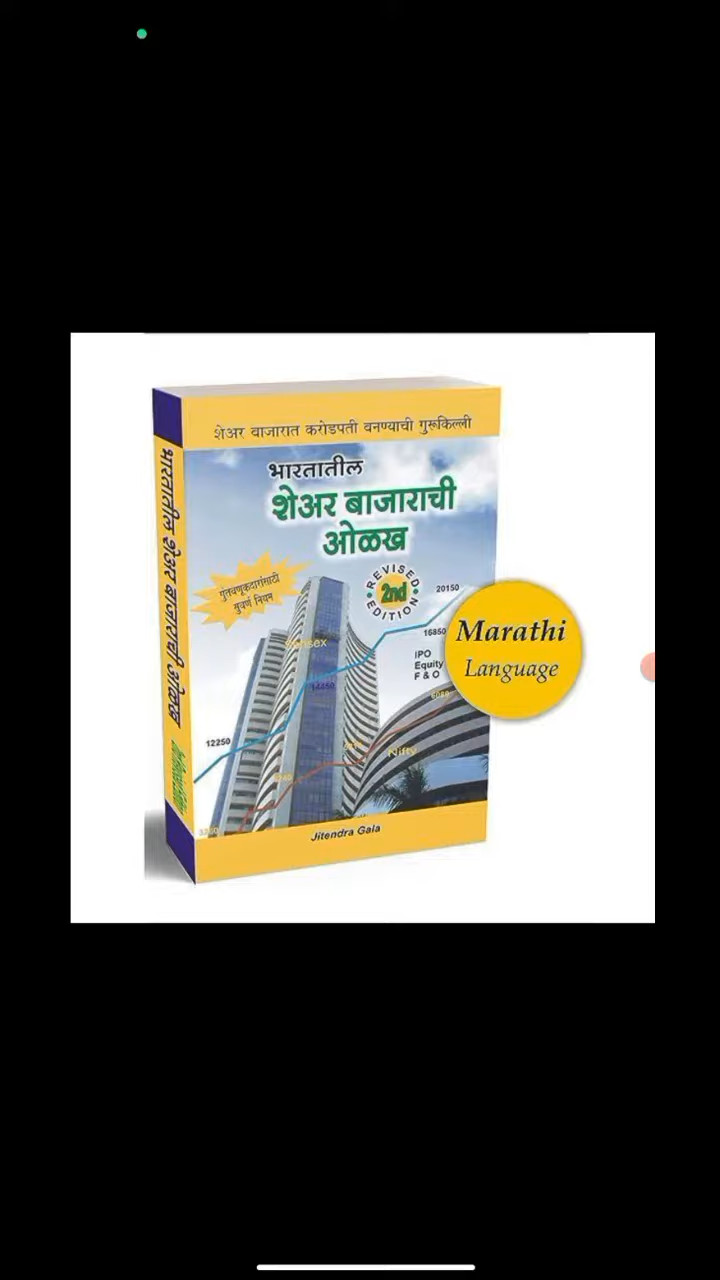 शेअर बाजारात करोडपती बनण्याची गुरूकिल्ली
भारतातील
शेअर बाजाराची
ओळख
गुंतवणूकदारांसाठी
सुवर्ण नियम
REVISED
2nd
EDITION
20150
16850
IPO
Equity
F & O
Marathi
Language
Sensex
14450
12250
Nifty
Jitendra Gala
भारतातील शेअर बाजाराची ओळख